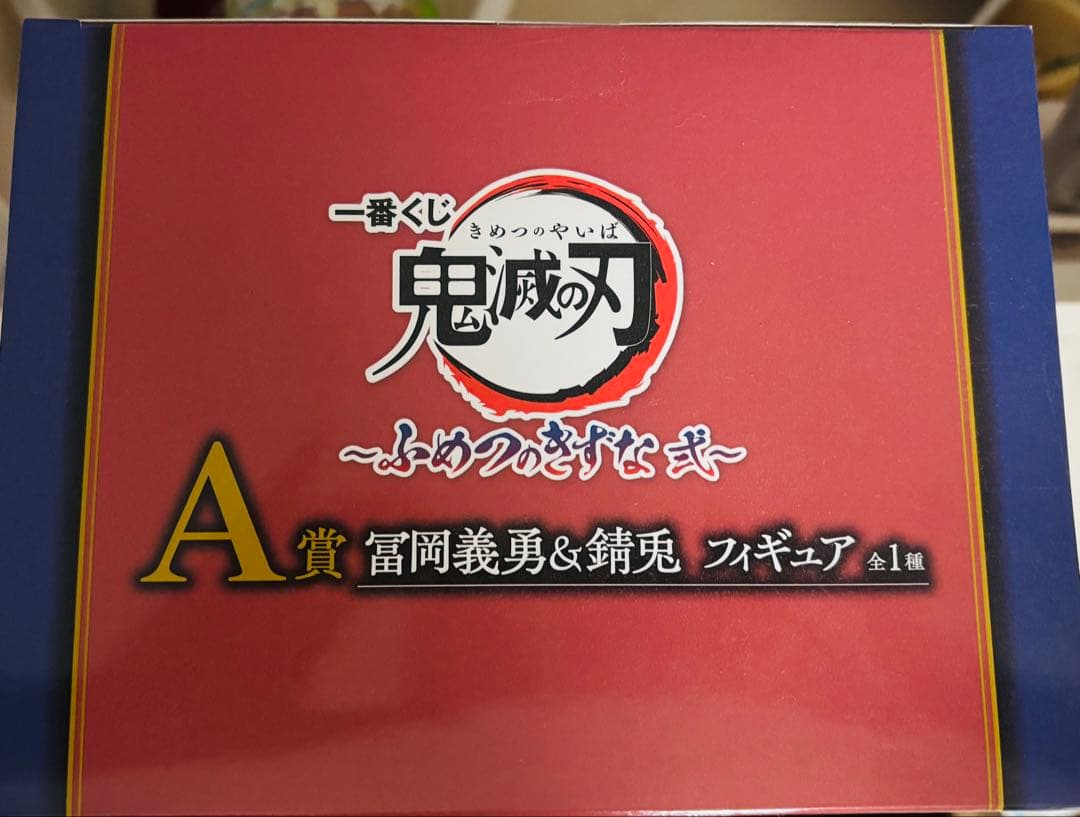 一番くじ
きめつのやいば
鬼滅の刃
～ふめつのきずな 弐～
A賞 冨岡義勇&錆兎 フィギュア 全1種